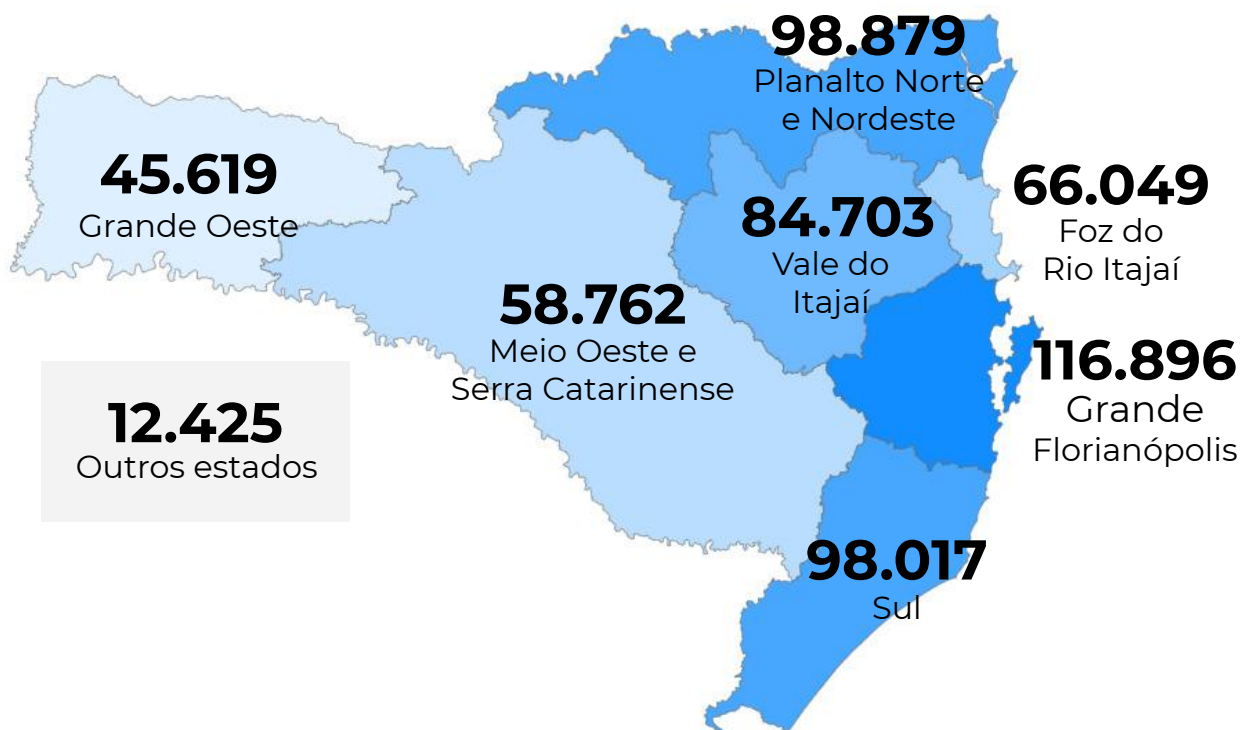 98.879
Planalto Norte
e Nordeste
45.619
Grande Oeste
66.049
Foz do
Rio Itajaí
84.703
Vale do
Itajaí
58.762
Meio Oeste e
Serra Catarinense
116.896
Grande
Florianópolis
12.425
Outros estados
98.017
Sul